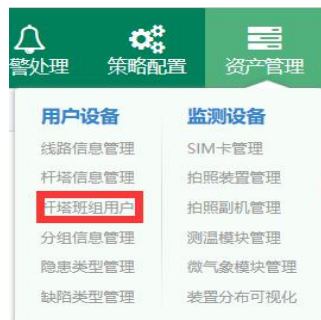 警处理 策略配置 资产管理
用户设备 监测设备
线路信息管理 SIM卡管理
杆塔信息管理 拍照装置管理
杆塔班组用户 拍照副机管理
分组信息管理 测温模块管理
隐患类型管理 微气象模块管理
缺陷类型管理 装置分布可视化